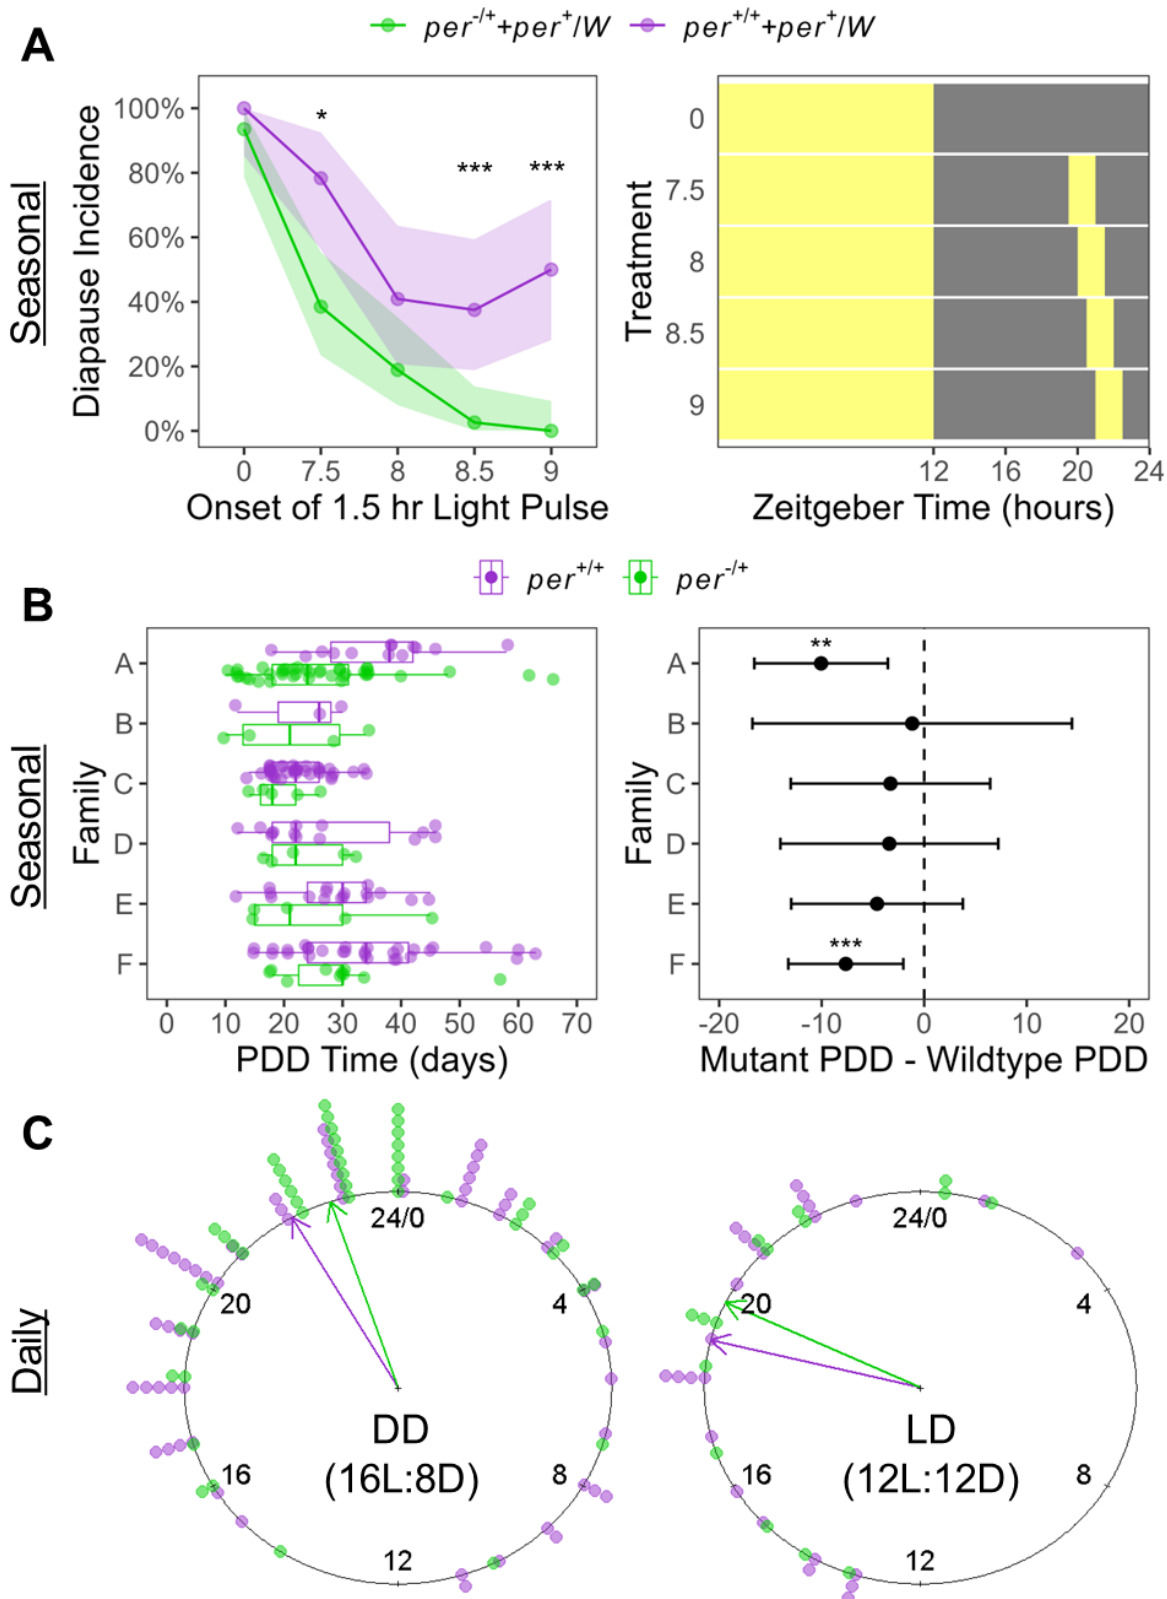 A
per-/++per+/W per+/++per+/W
Seasonal
Diapause Incidence
100%
80%
60%
40%
20%
0%
*
***
***
0 7.5 8 8.5 9
Onset of 1.5 hr Light Pulse
Treatment
0
7.5
8
8.5
9
12 16 20 24
Zeitgeber Time (hours)
B
per+/+ per-/+
Seasonal
Family
A
B
C
D
E
F
0 10 20 30 40 50 60 70
PDD Time (days)
Family
A
B
C
D
E
F
**
***
-20 -10 0 10 20
Mutant PDD - Wildtype PDD
C
Daily
24/0
20
4
DD
(16L:8D)
16
8
12
24/0
20
4
LD
(12L:12D)
16
8
12